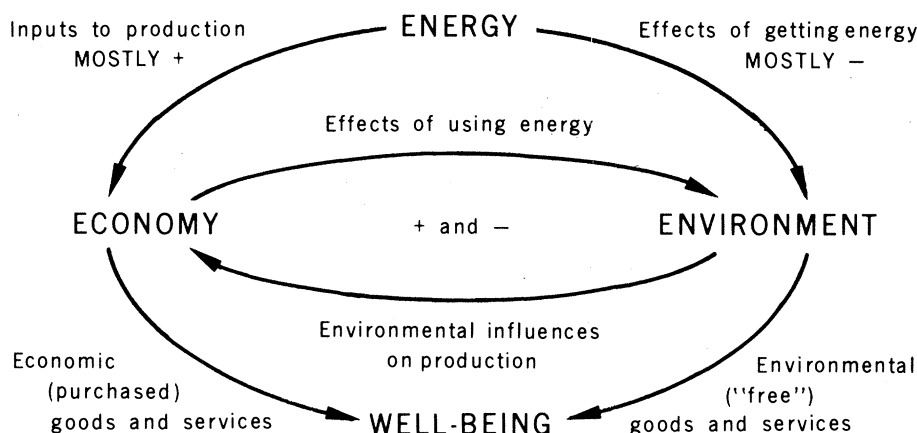 ENERGY
Inputs to production
MOSTLY +
Effects of getting energy
MOSTLY –
Effects of using energy
ECONOMY
+ and –
ENVIRONMENT
Environmental influences
on production
Economic
(purchased)
goods and services
Environmental
("free")
goods and services
WELL-BEING